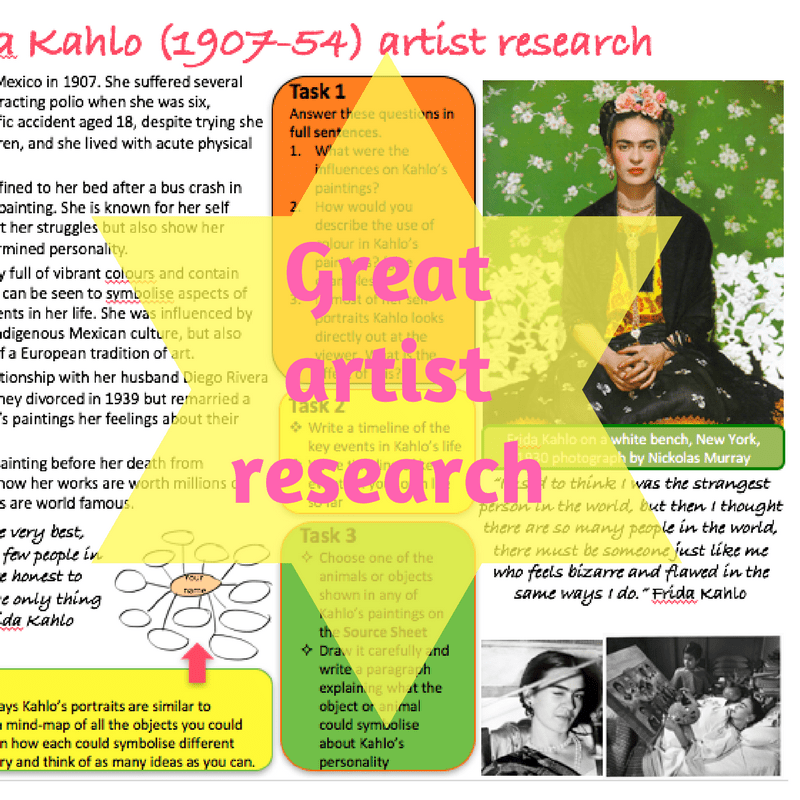 a Kahlo (1907-54) artist research
Mexico in 1907. She suffered several
racting polio when she was six,
fic accident aged 18, despite trying she
ren, and she lived with acute physical
fined to her bed after a bus crash in
painting. She is known for her self
t her struggles but also show her
rmined personality.
y full of vibrant colours and contain
can be seen to symbolise aspects of
ents in her life. She was influenced by
ndigenous Mexican culture, but also
f a European tradition of art.
tionship with her husband Diego Rivera
hey divorced in 1939 but remarried a
's paintings her feelings about their
ainting before her death from
now her works are worth millions
s are world famous.
e very best,
few people in
e honest to
e only thing
ida Kahlo
Your
name
ays Kahlo's portraits are similar to
a mind-map of all the objects you could
n how each could symbolise different
ry and think of as many ideas as you can.
Task 1
Answer these questions in
full sentences.
1. What were the
influences on Kahlo's
paintings?
2. How would you
describe the use of
colour in Kahlo's
3. most of her self
portraits Kahlo looks
directly out at the
viewer. What is the
Great
artist
research
Task 2
Write a timeline of the
key events in Kahlo's life
so far
Task 3
Choose one of the
animals or objects
shown in any of
Kahlo's paintings on
the Source Sheet
Draw it carefully and
write a paragraph
explaining what the
object or animal
could symbolise
about Kahlo's
personality
Frida Kahlo on a white bench, New York,
photograph by Nickolas Murray
"I used to think I was the strangest
person in the world, but then I thought
there are so many people in the world,
there must be someone just like me
who feels bizarre and flawed in the
same ways I do." Frida Kahlo